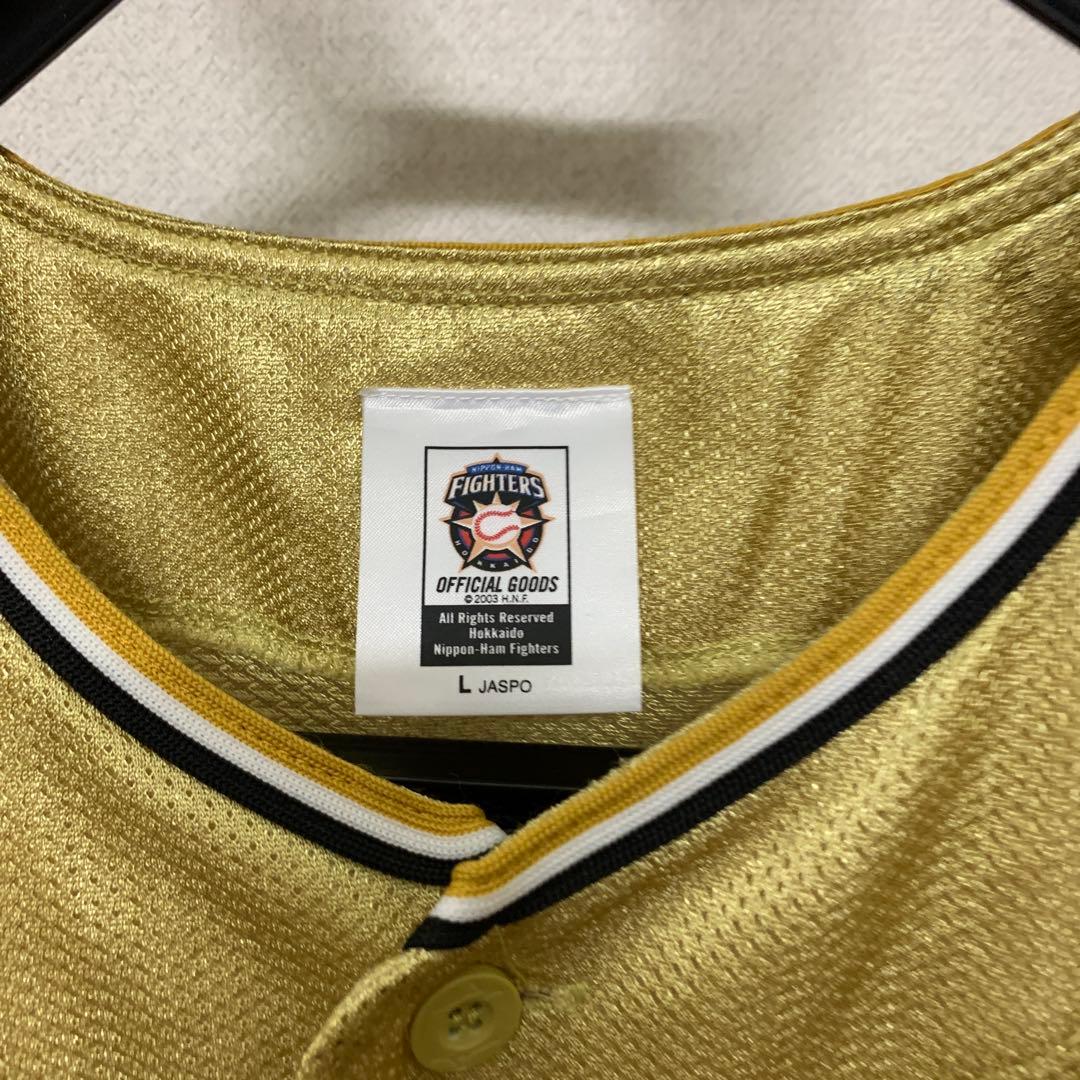 NIPPON-HAM
FIGHTERS
HOKKAIDO
OFFICIAL GOODS
©2003 H.N.F.
All Rights Reserved
Hokkaido
Nippon-Ham Fighters
L JASPO